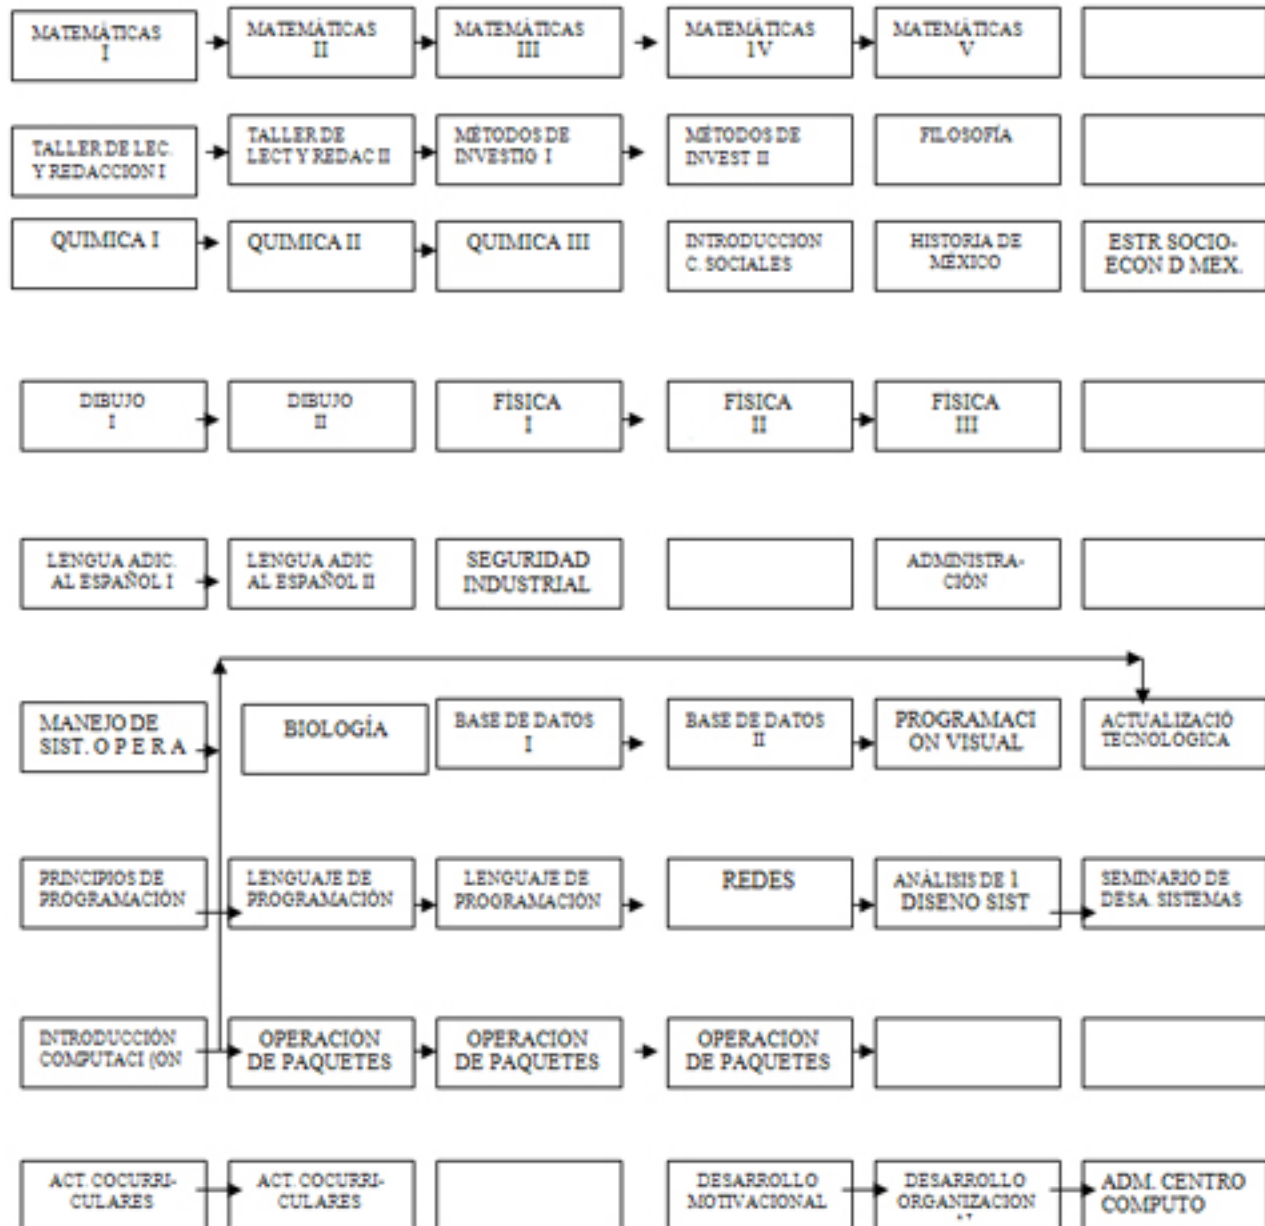 MATEMÁTICAS
I
MATEMÁTICAS
II
MATEMÁTICAS
III
MATEMÁTICAS
1V
MATEMÁTICAS
V
TALLER DE LEC.
Y REDACCION I
TALLER DE
LECT Y REDAC II
MÉTODOS DE
INVESTIG I
MÉTODOS DE
INVEST II
FILOSOFÍA
QUIMICA I
QUIMICA II
QUIMICA III
INTRODUCCION
C. SOCIALES
HISTORIA DE
MÉXICO
ESTR SOCIO-
ECON D MEX.
DIBUJO
I
DIBUJO
II
FÍSICA
I
FÍSICA
II
FÍSICA
III
LENGUA ADIC.
AL ESPAÑOL I
LENGUA ADIC
AL ESPAÑOL II
SEGURIDAD
INDUSTRIAL
ADMINISTRA-
CIÓN
MANEJO DE
SIST. O P E R A
BIOLOGÍA
BASE DE DATOS
I
BASE DE DATOS
II
PROGRAMACI
ON VISUAL
ACTUALIZACIÓ
TECNOLÓGICA
PRINCIPIOS DE
PROGRAMACIÓN
LENGUAJE DE
PROGRAMACIÓN
LENGUAJE DE
PROGRAMACIÓN
REDES
ANÁLISIS DE 1
DISENO SIST
SEMINARIO DE
DESA. SISTEMAS
INTRODUCCIÓN
COMPUTACI (ON
OPERACION
DE PAQUETES
OPERACION
DE PAQUETES
OPERACION
DE PAQUETES
ACT. COCURRI-
CULARES
ACT. COCURRI-
CULARES
DESARROLLO
MOTIVACIONAL
DESARROLLO
ORGANIZACION
ADM. CENTRO
COMPUTO